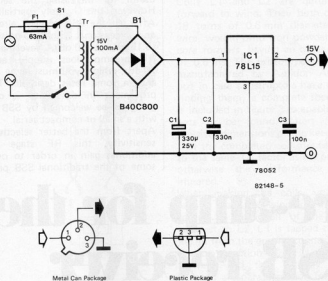 F1
63mA
S1
Tr
15V
100mA
B1
B40C800
IC1
78L15
1
2
3
15V
+
0
C1
330µ
25V
C2
330n
C3
100n
78052
82148-5
1
2
3
2
3
1
Metal Can Package
Plastic Package